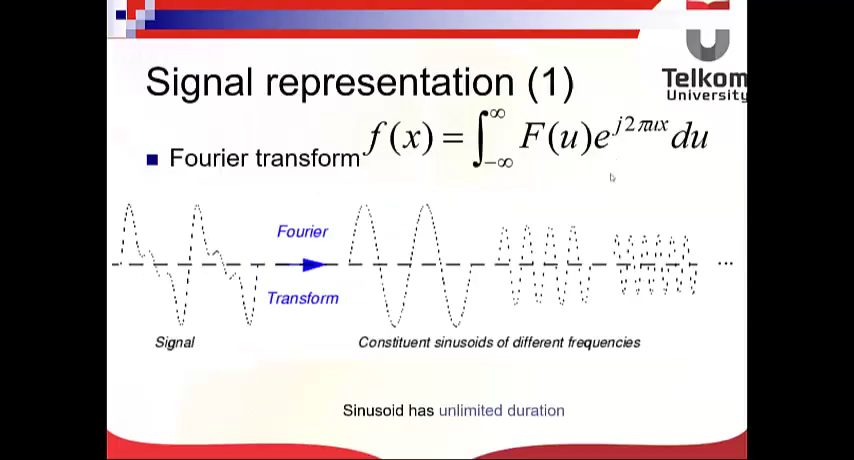 Signal representation (1)
Telkom
University
■ Fourier transform f(x) = ∫_{-∞}^{∞} F(u)e^{j2πux} du
Fourier
Transform
...
Signal
Constituent sinusoids of different frequencies
Sinusoid has unlimited duration